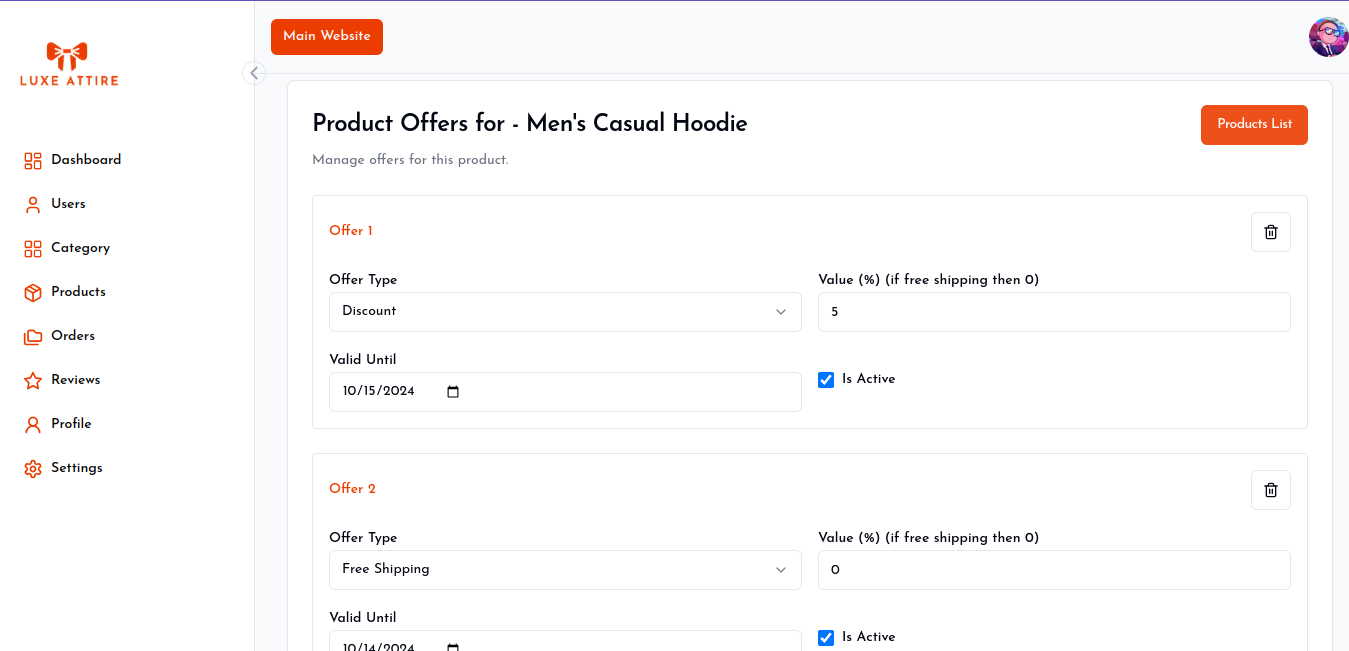 Main Website
LUXE ATTIRE
Dashboard
Users
Category
Products
Orders
Reviews
Profile
Settings
Product Offers for - Men's Casual Hoodie
Products List
Manage offers for this product.
Offer 1
Offer Type
Value (%) (if free shipping then 0)
Discount
5
Valid Until
10/15/2024
Is Active
Offer 2
Offer Type
Value (%) (if free shipping then 0)
Free Shipping
0
Valid Until
10/14/2024
Is Active